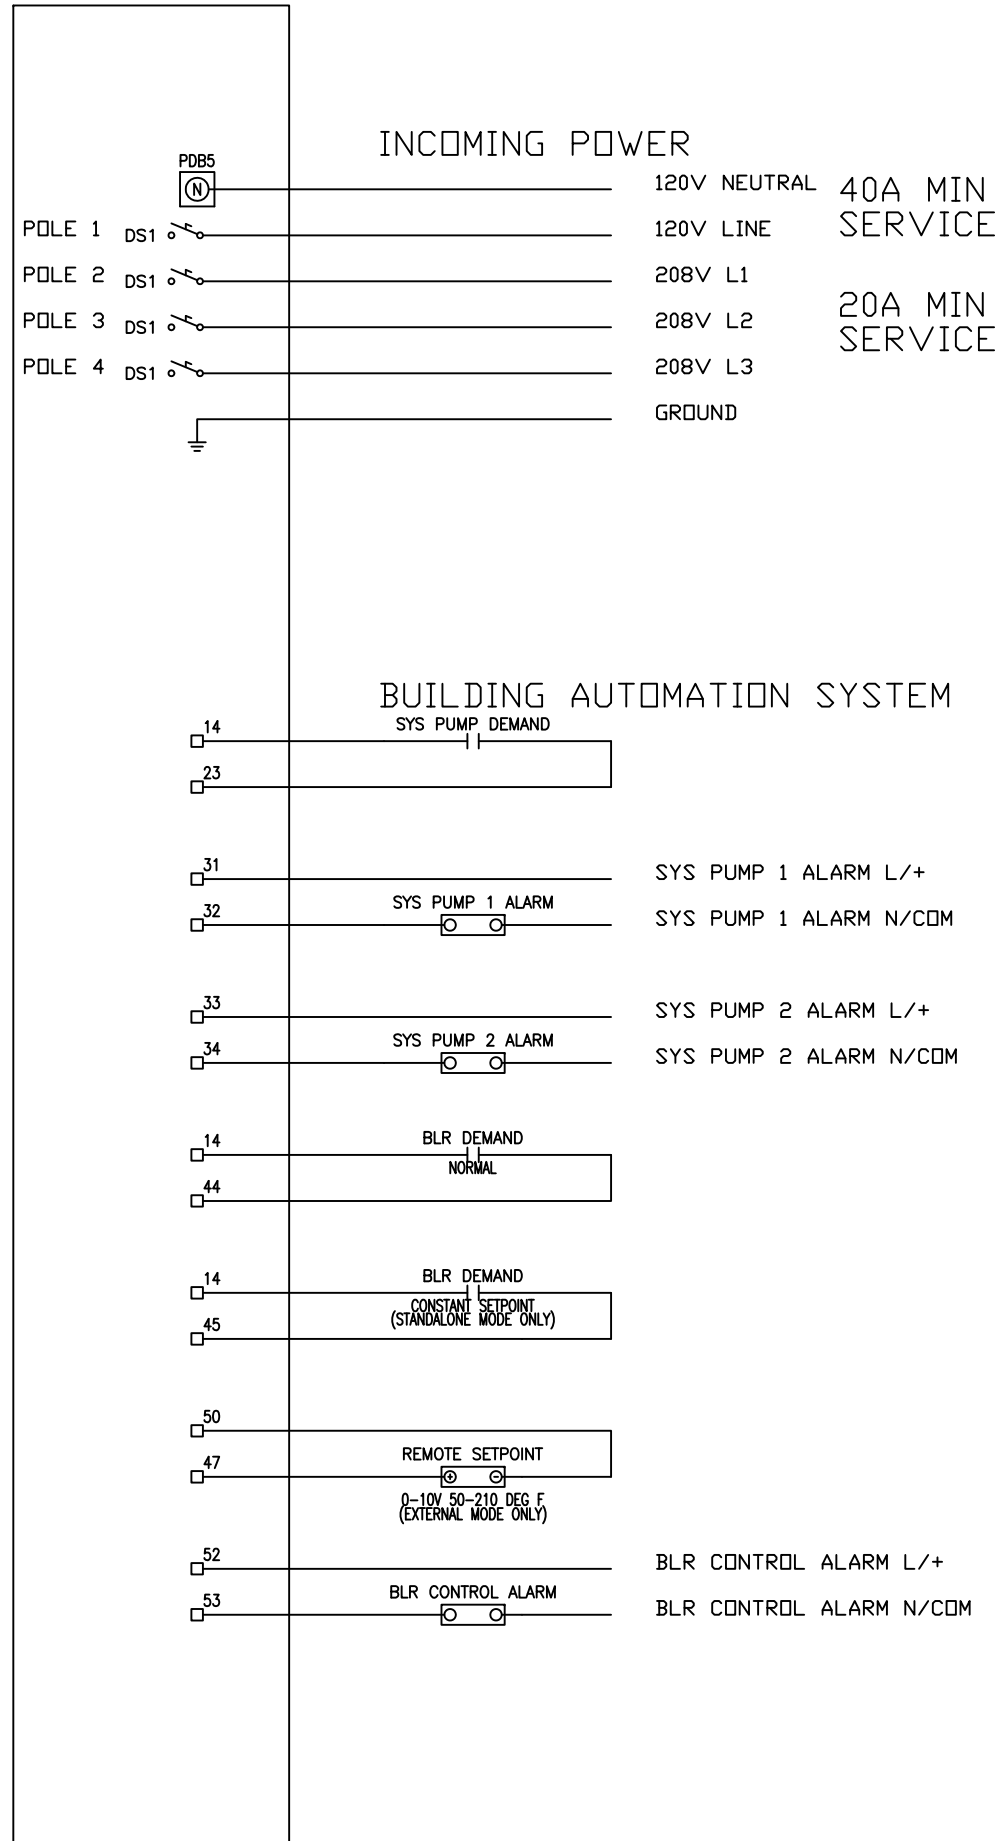 INCOMING POWER
PDB5
N
120V NEUTRAL
40A MIN
SERVICE
POLE 1 DS1
120V LINE
POLE 2 DS1
208V L1
20A MIN
SERVICE
POLE 3 DS1
208V L2
POLE 4 DS1
208V L3
GROUND
BUILDING AUTOMATION SYSTEM
14
SYS PUMP DEMAND
23
31
SYS PUMP 1 ALARM L/+
32
SYS PUMP 1 ALARM
SYS PUMP 1 ALARM N/COM
33
SYS PUMP 2 ALARM L/+
34
SYS PUMP 2 ALARM
SYS PUMP 2 ALARM N/COM
14
BLR DEMAND
NORMAL
44
14
BLR DEMAND
CONSTANT SETPOINT
(STANDALONE MODE ONLY)
45
50
47
REMOTE SETPOINT
+ -
0-10V 50-210 DEG F
(EXTERNAL MODE ONLY)
52
BLR CONTROL ALARM L/+
53
BLR CONTROL ALARM
BLR CONTROL ALARM N/COM